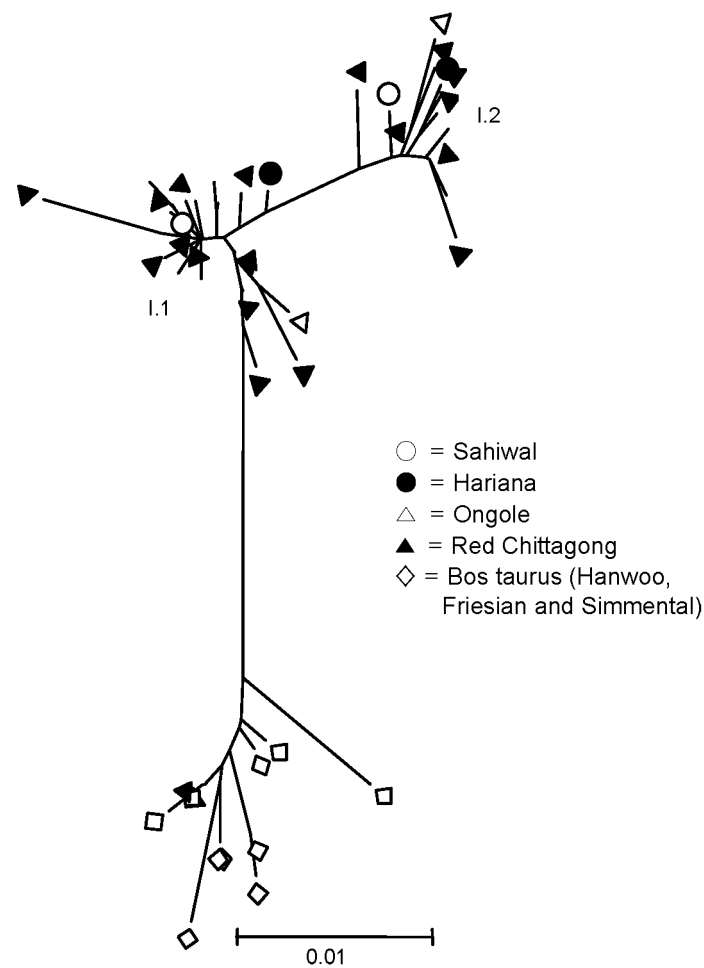 I.2
I.1
= Sahiwal
= Hariana
= Ongole
= Red Chittagong
= Bos taurus (Hanwoo,
Friesian and Simmental)
0.01